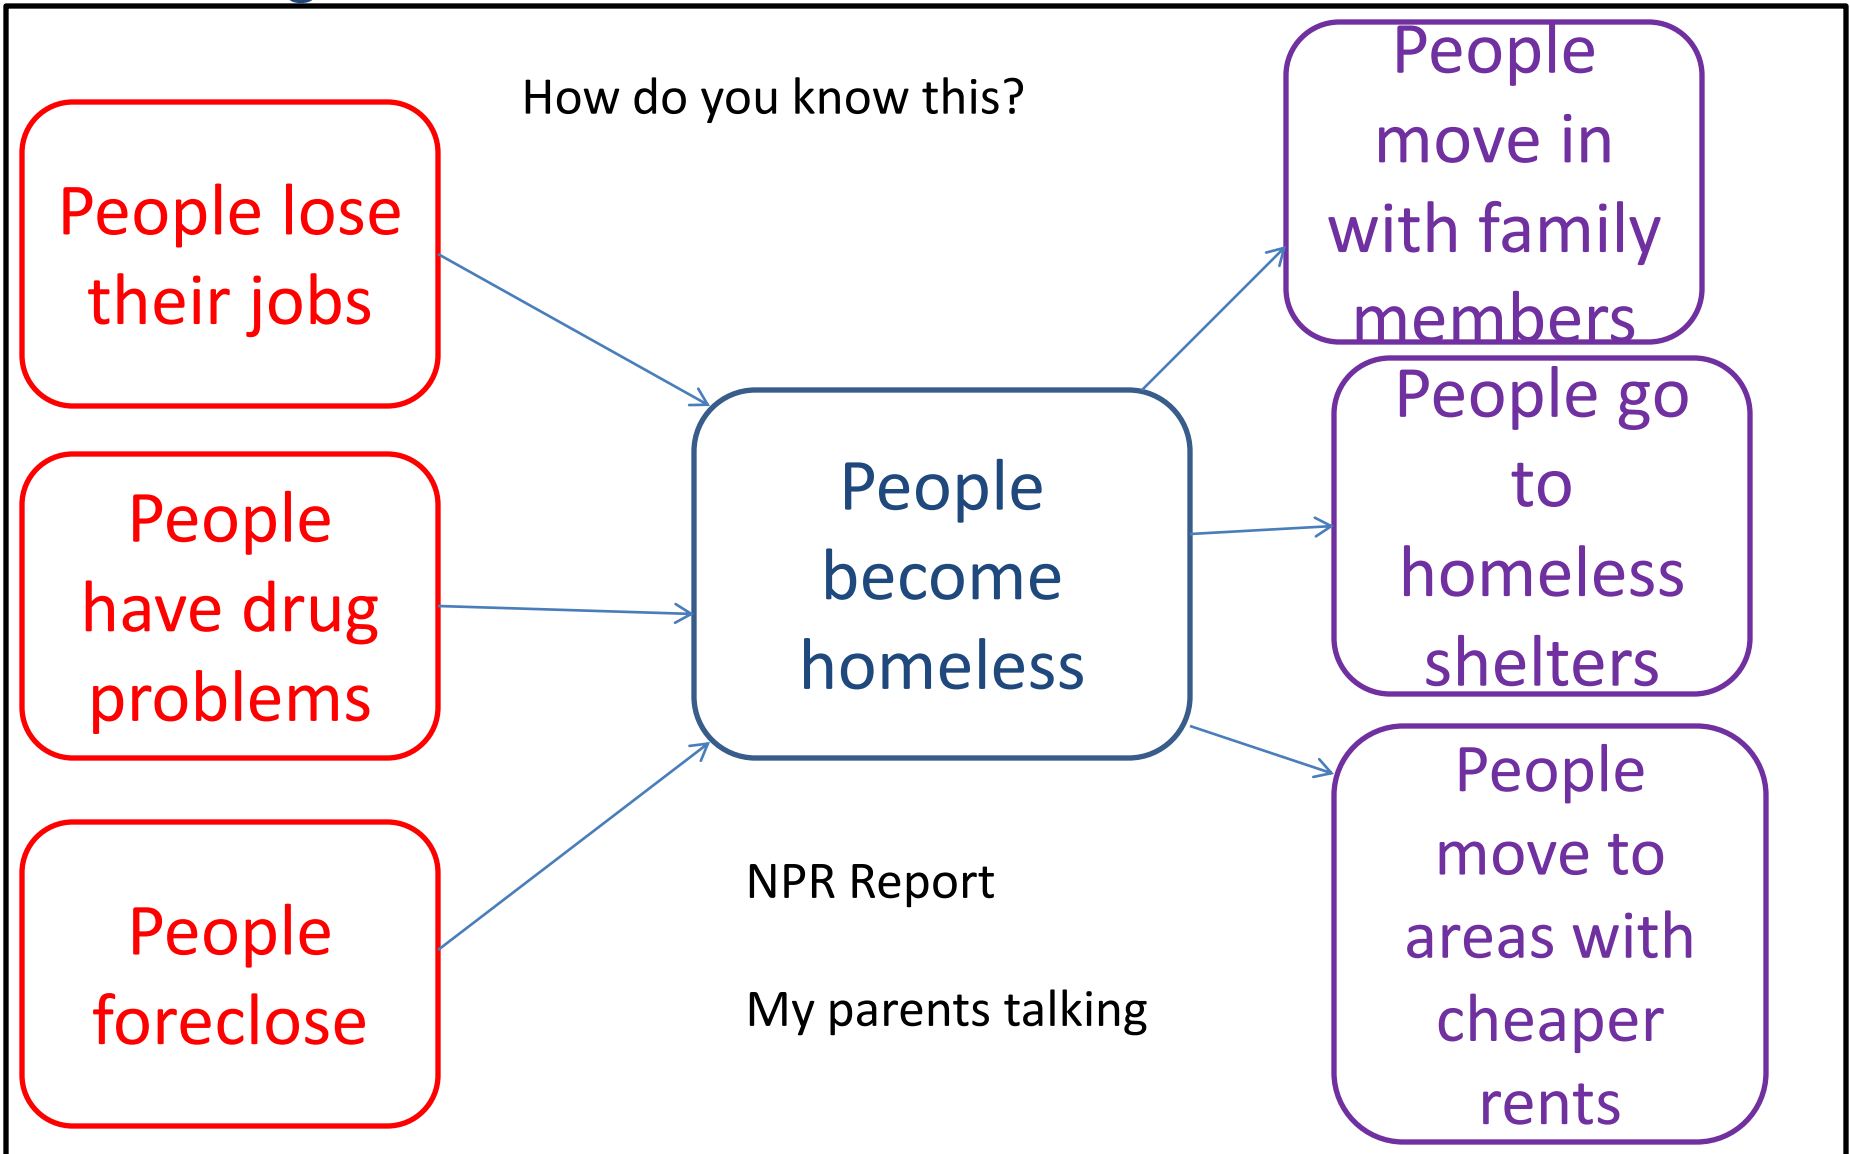 How do you know this?
People lose
their jobs
People
have drug
problems
People
foreclose
People
become
homeless
NPR Report
My parents talking
People
move in
with family
members
People go
to
homeless
shelters
People
move to
areas with
cheaper
rents